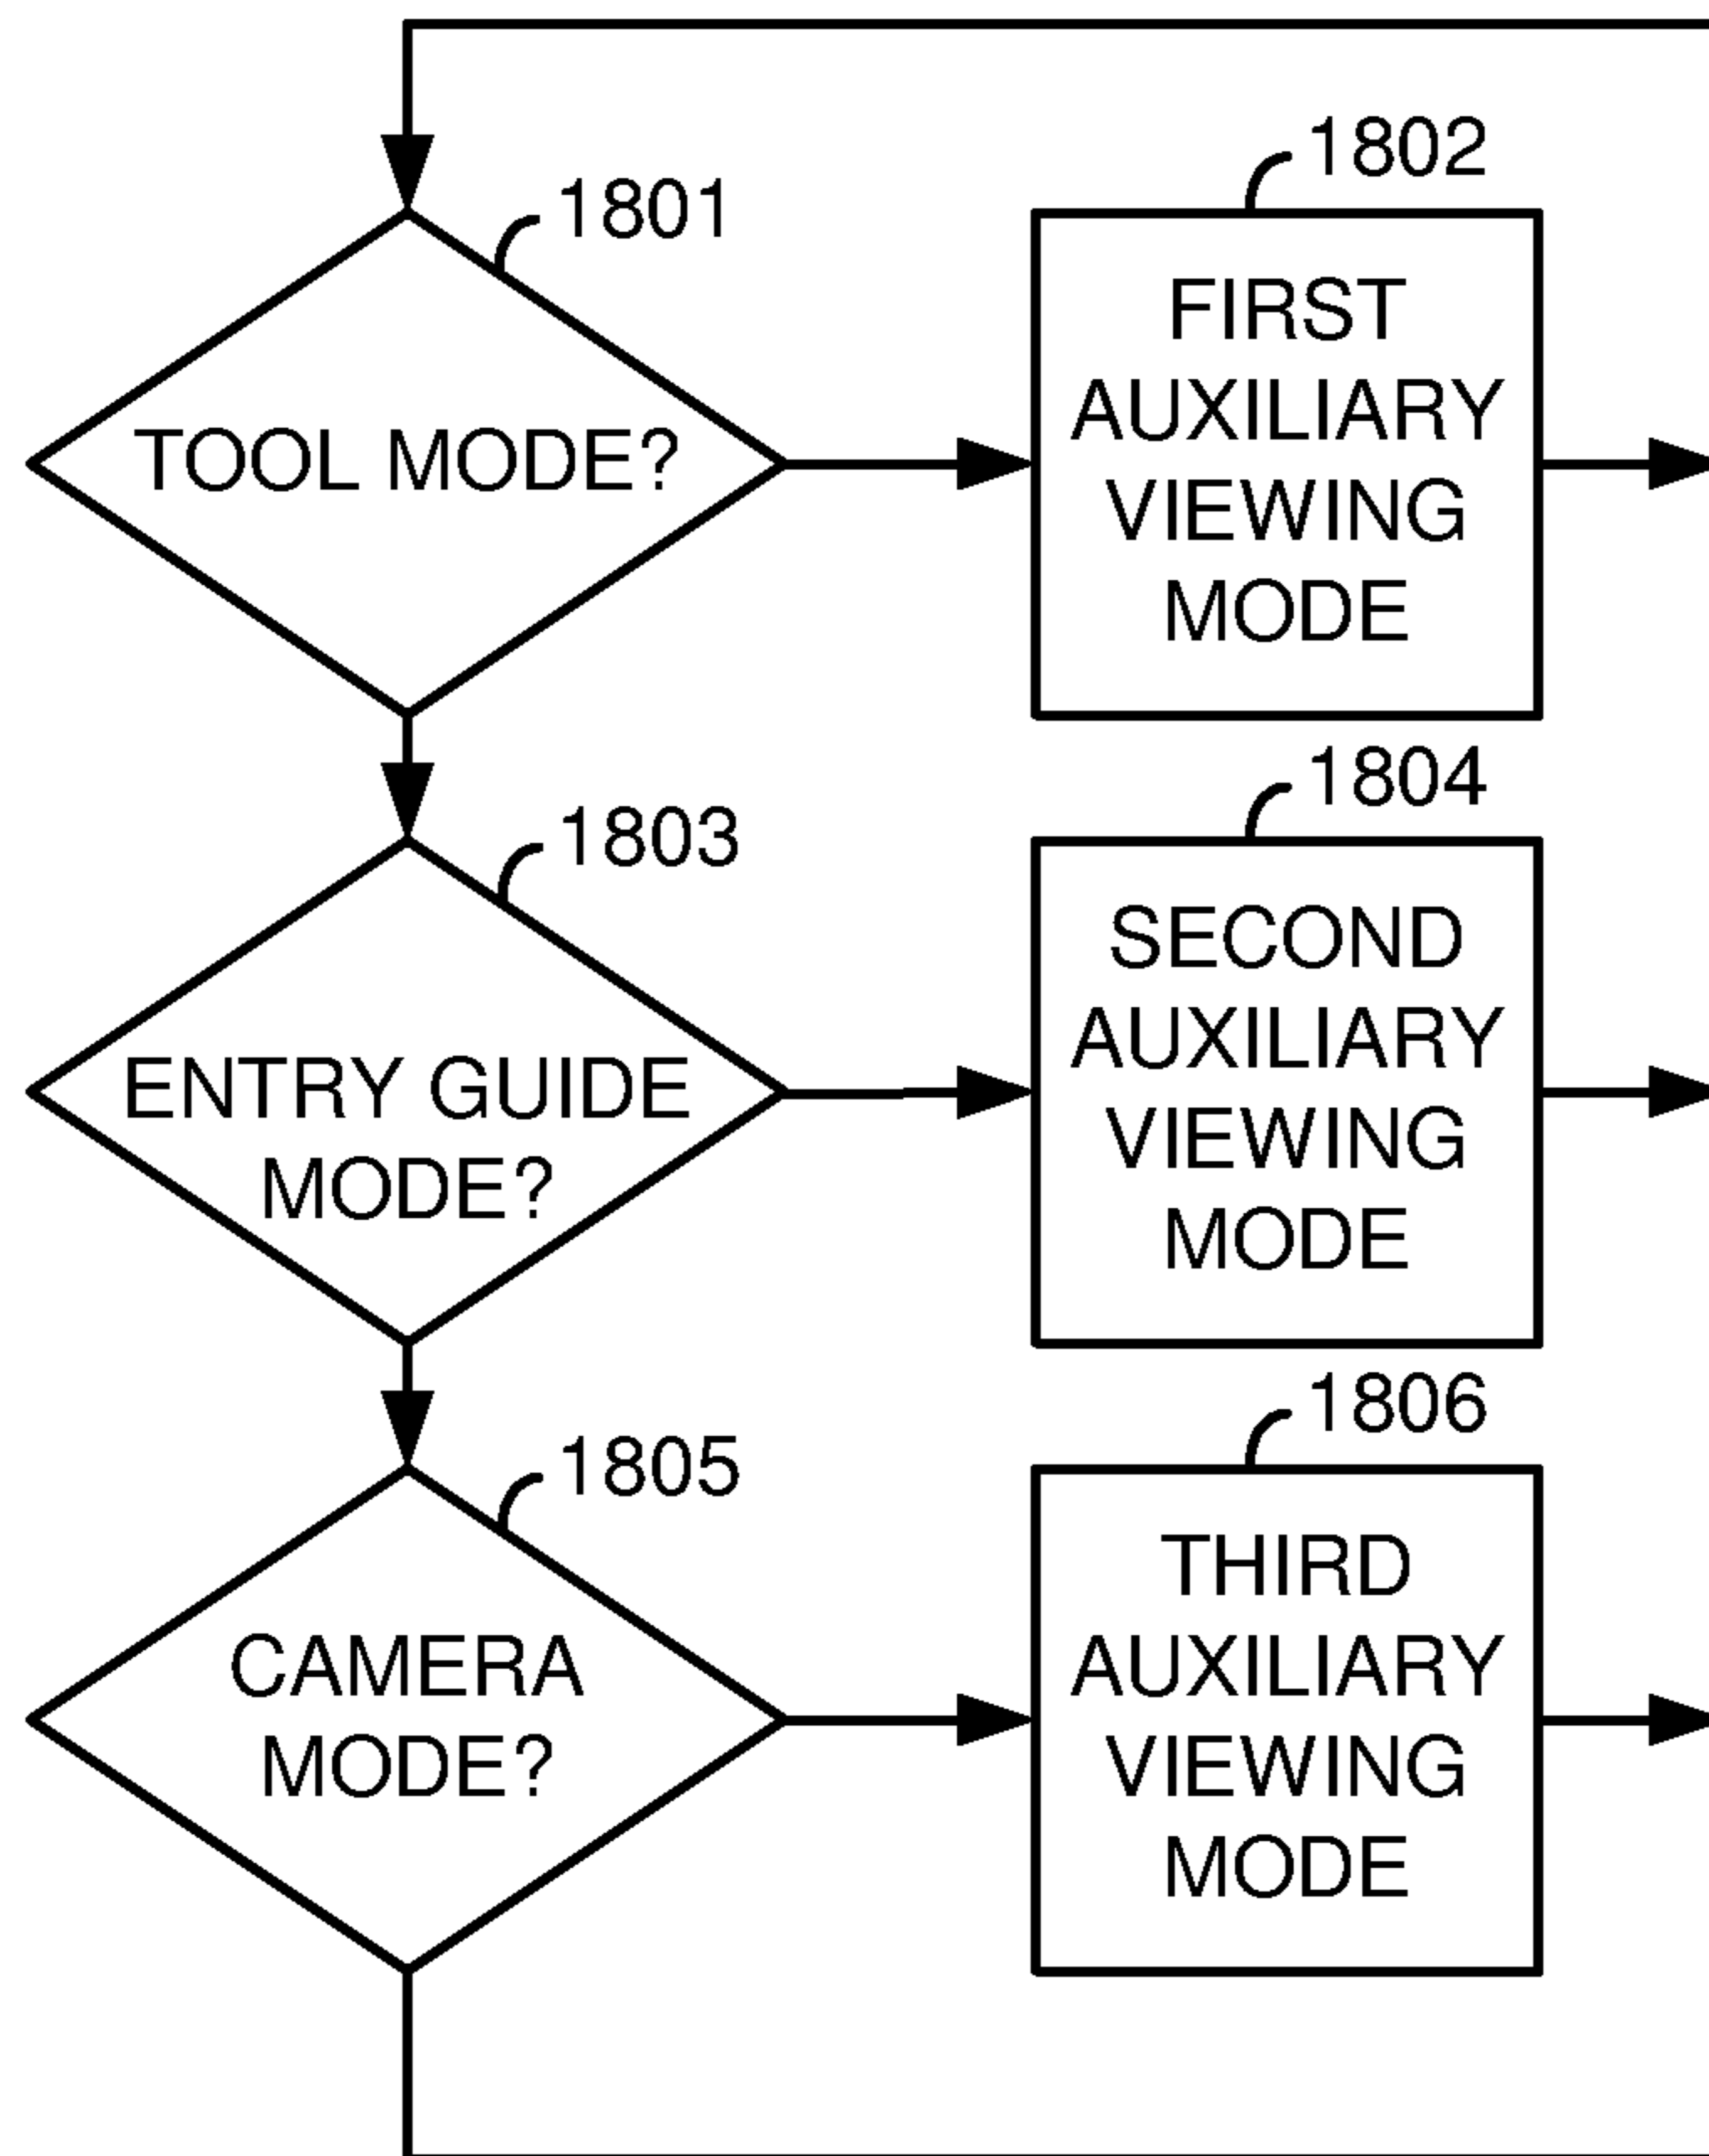 1801
TOOL MODE?
1802
FIRST
AUXILIARY
VIEWING
MODE
1803
ENTRY GUIDE
MODE?
1804
SECOND
AUXILIARY
VIEWING
MODE
1805
CAMERA
MODE?
1806
THIRD
AUXILIARY
VIEWING
MODE